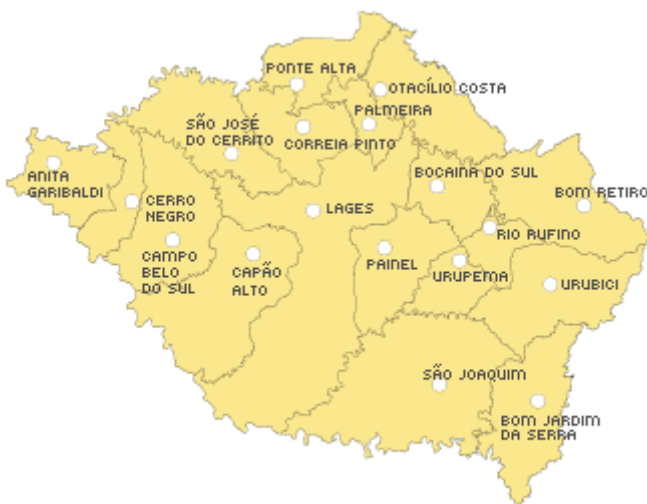 PONTE ALTA
OTACÍLIO COSTA
PALMEIRA
SÃO JOSÉ
DO CERRITO
CORREIA PINTO
ANITA
GARIBALDI
BOCAINA DO SUL
BOM RETIRO
CERRO
NEGRO
LAGES
RIO RUFINO
CAMPO
BELO
DO SUL
CAPÃO
ALTO
PAINEL
URUPEMA
URUBICI
SÃO JOAQUIM
BOM JARDIM
DA SERRA